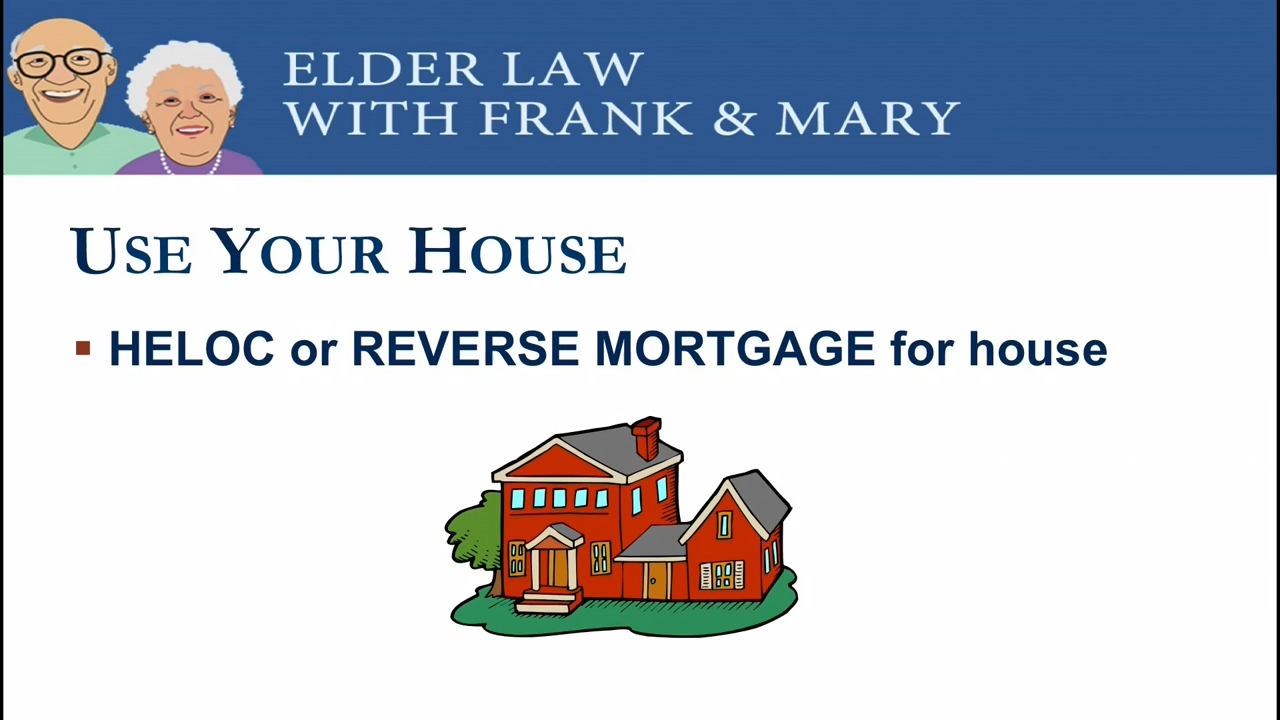 ELDER LAW
WITH FRANK & MARY
USE YOUR HOUSE
▪ HELOC or REVERSE MORTGAGE for house